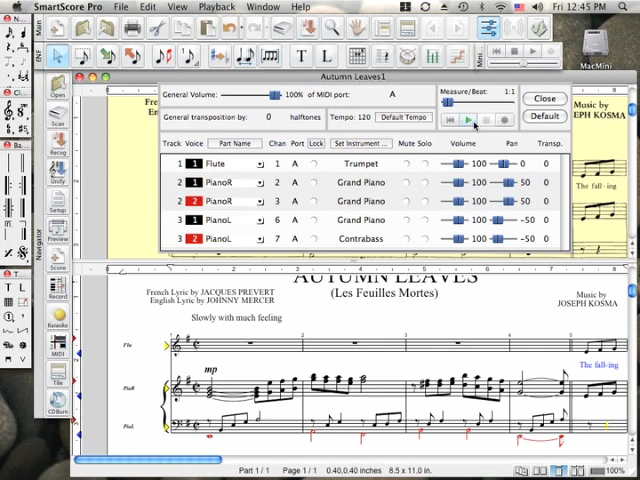 SmartScore Pro File Edit View Playback Window Help Fri 12:45 PM
Main
ENF
T L
MacMini
Autumn Leaves1
General Volume: 100% of MIDI port: A
Measure/Beat: 1:1
Close
General transposition by: 0 halftones Tempo: 120 Default Tempo
Default
Track Voice Part Name Chan Port Lock Set Instrument ... Mute Solo Volume Pan Transp.
1 1 Flute 1 A Trumpet 100 0 0
2 1 PianoR 2 A Grand Piano 100 50 0
2 2 PianoR 3 A Grand Piano 100 50 0
3 1 PianoL 6 A Grand Piano 100 -50 0
3 2 PianoL 7 A Contrabass 100 -50 0
Music by
EPH KOSMA
The fall-ing
Open
Scan
Recog
Undo
Setup
Preview
Score
Record
Karaoke
MIDI
Tile
CD Burn
Navigator
AUTUMN LEAVES
(Les Feuilles Mortes)
French Lyric by JACQUES PREVERT
English Lyric by JOHNNY MERCER
Music by
JOSEPH KOSMA
Slowly with much feeling
Flu
The fall-ing
mp
PiaR
PiaL
Part 1 / 1 Page 1 / 1 0.40,0.40 inches 8.5 x 11.0 in. 100%